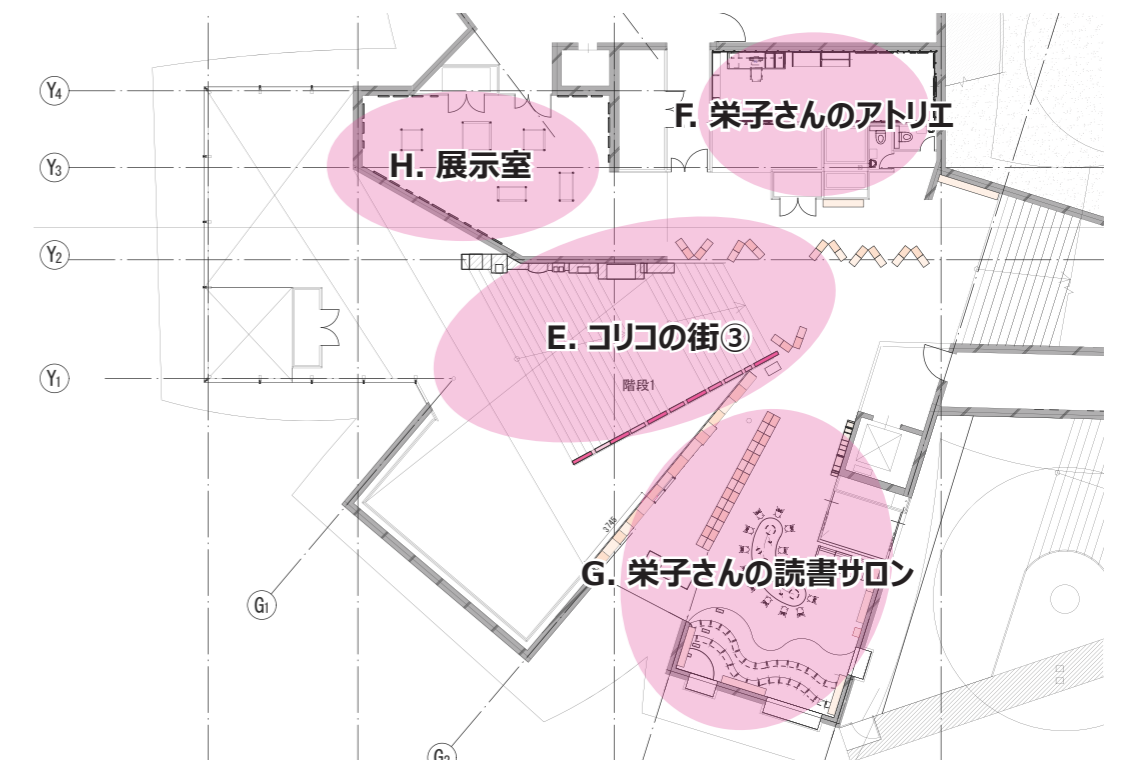 Y4
F. 栄子さんのアトリエ
H. 展示室
Y3
Y2
E. コリコの街③
Y1
階段1
3746
G. 栄子さんの読書サロン
G1
G2